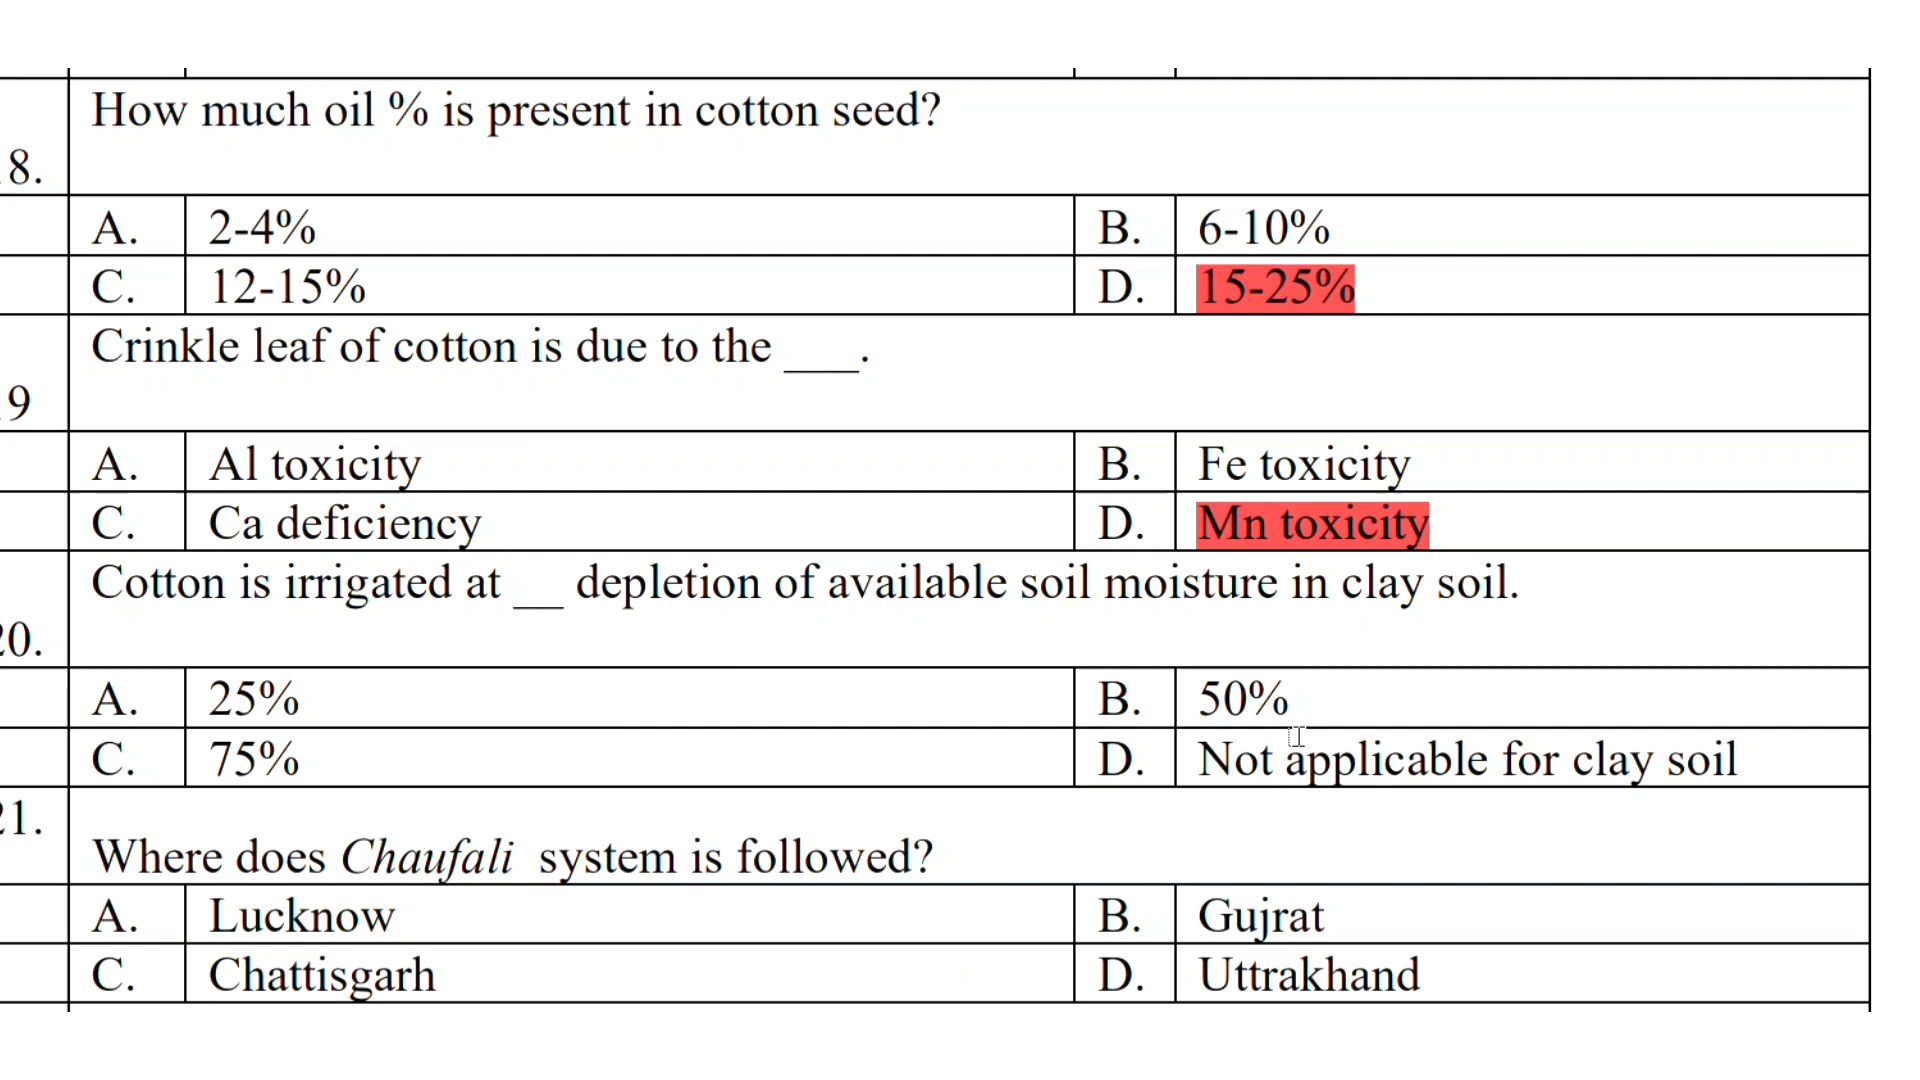 How much oil % is present in cotton seed?
8.
A. 2-4% B. 6-10%
C. 12-15% D. 15-25%
Crinkle leaf of cotton is due to the ___.
9
A. Al toxicity B. Fe toxicity
C. Ca deficiency D. Mn toxicity
Cotton is irrigated at __ depletion of available soil moisture in clay soil.
20.
A. 25% B. 50%
C. 75% D. Not applicable for clay soil
21.
Where does Chaufali system is followed?
A. Lucknow B. Gujrat
C. Chattisgarh D. Uttrakhand